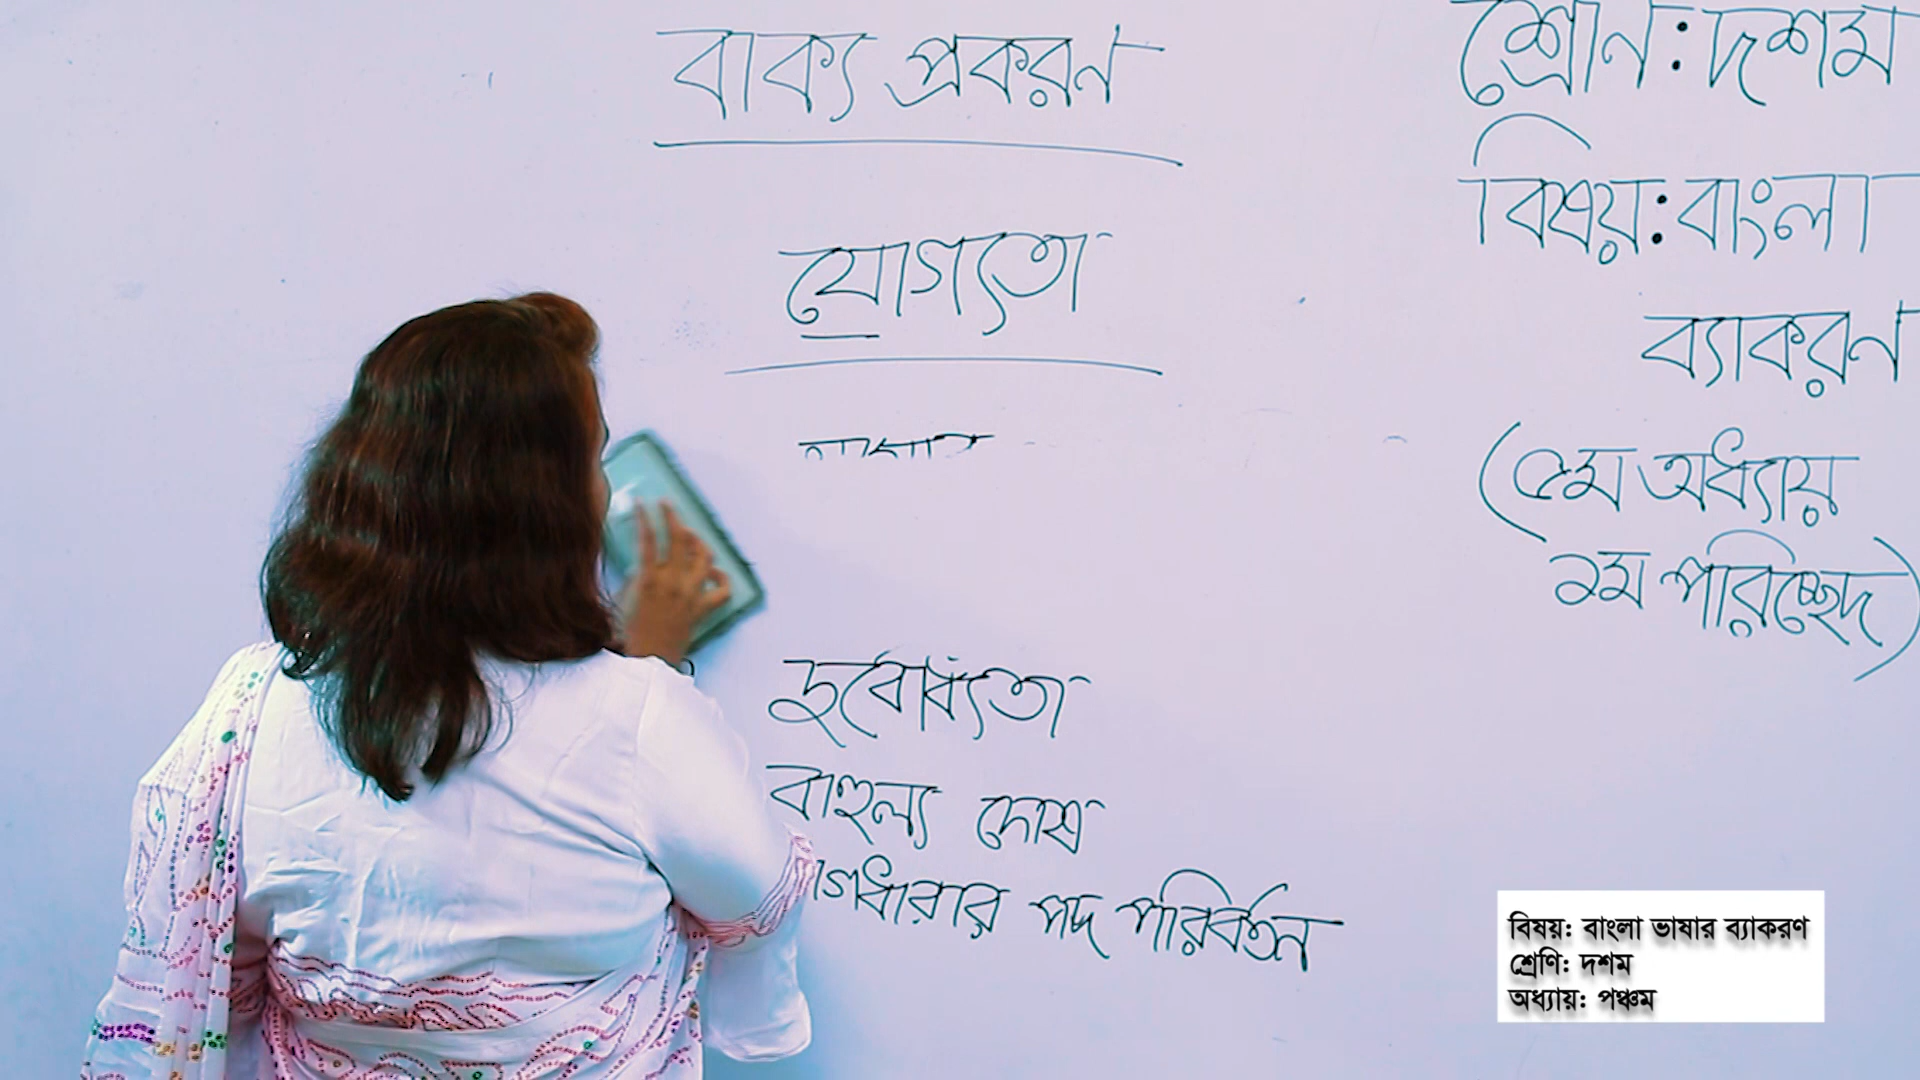 বাক্য প্রকরণ
যোগ্যতা
দুর্বোধ্যতা
বাহুল্য দোষ
াগধারার পদ পরিবর্তন
শ্রেণি: দশম
বিষয়: বাংলা
ব্যাকরণ
(৫ম অধ্যায়
১ম পরিচ্ছেদ)
বিষয়: বাংলা ভাষার ব্যাকরণ
শ্রেণি: দশম
অধ্যায়: পঞ্চম